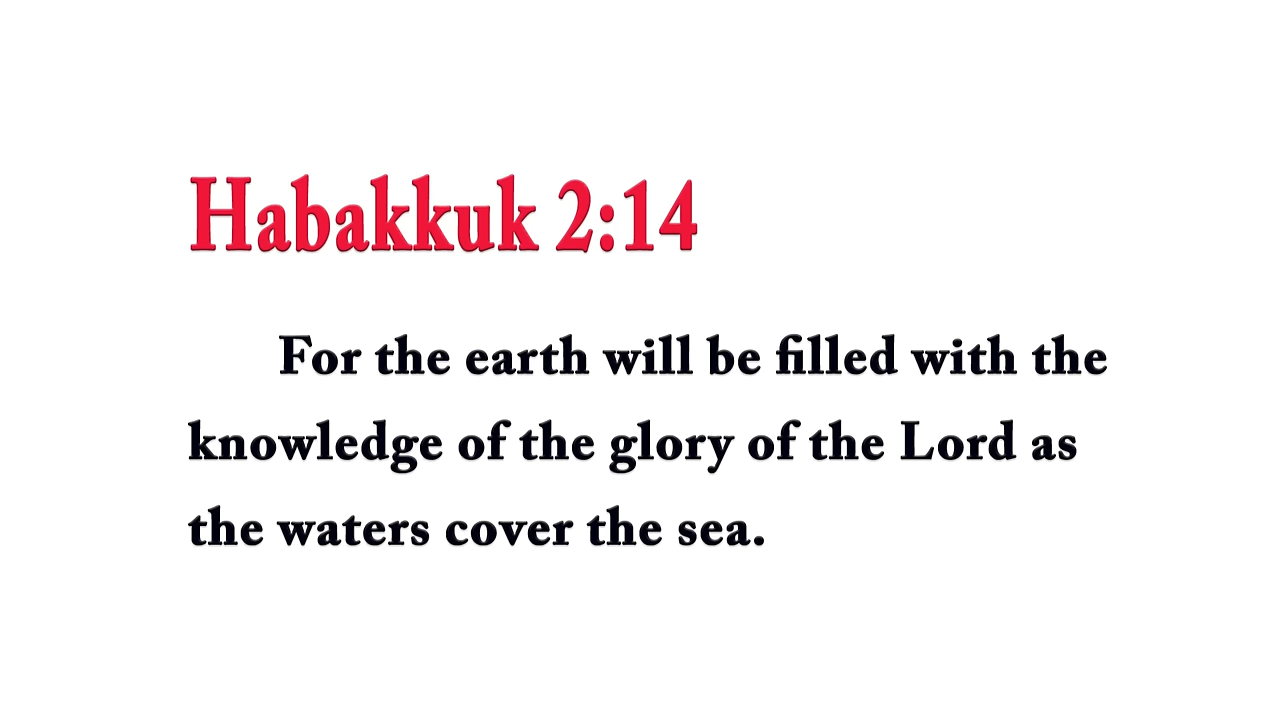 Habakkuk 2:14
For the earth will be filled with the
knowledge of the glory of the Lord as
the waters cover the sea.